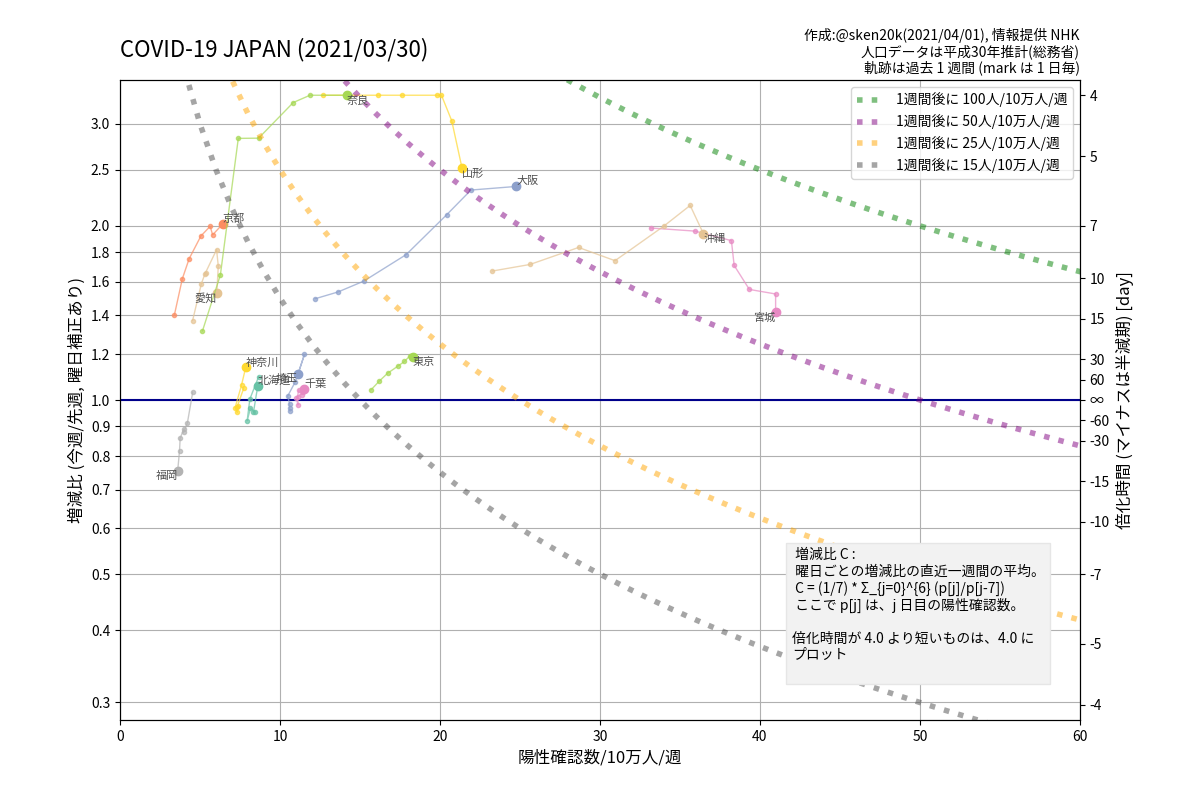 COVID-19 JAPAN (2021/03/30)
作成:@sken20k(2021/04/01), 情報提供 NHK
人口データは平成30年推計(総務省)
軌跡は過去 1 週間 (mark は 1 日毎)
1週間後に 100人/10万人/週
1週間後に 50人/10万人/週
1週間後に 25人/10万人/週
1週間後に 15人/10万人/週
増減比 (今週/先週, 曜日補正あり)
3.0
2.5
2.0
1.8
1.6
1.4
1.2
1.0
0.9
0.8
0.7
0.6
0.5
0.4
0.3
奈良
山形
大阪
京都
沖縄
愛知
宮城
神奈川
北海道
埼玉
千葉
東京
福岡
4
5
7
10
15
30
60
∞
-60
-30
-15
-10
-7
-5
-4
倍化時間 (マイナスは半減期) [day]
増減比 C :
曜日ごとの増減比の直近一週間の平均。
C = (1/7) * Σ_{j=0}^{6} (p[j]/p[j-7])
ここで p[j] は、j 日目の陽性確認数。
倍化時間が 4.0 より短いものは、4.0 に
プロット
0 10 20 30 40 50 60
陽性確認数/10万人/週